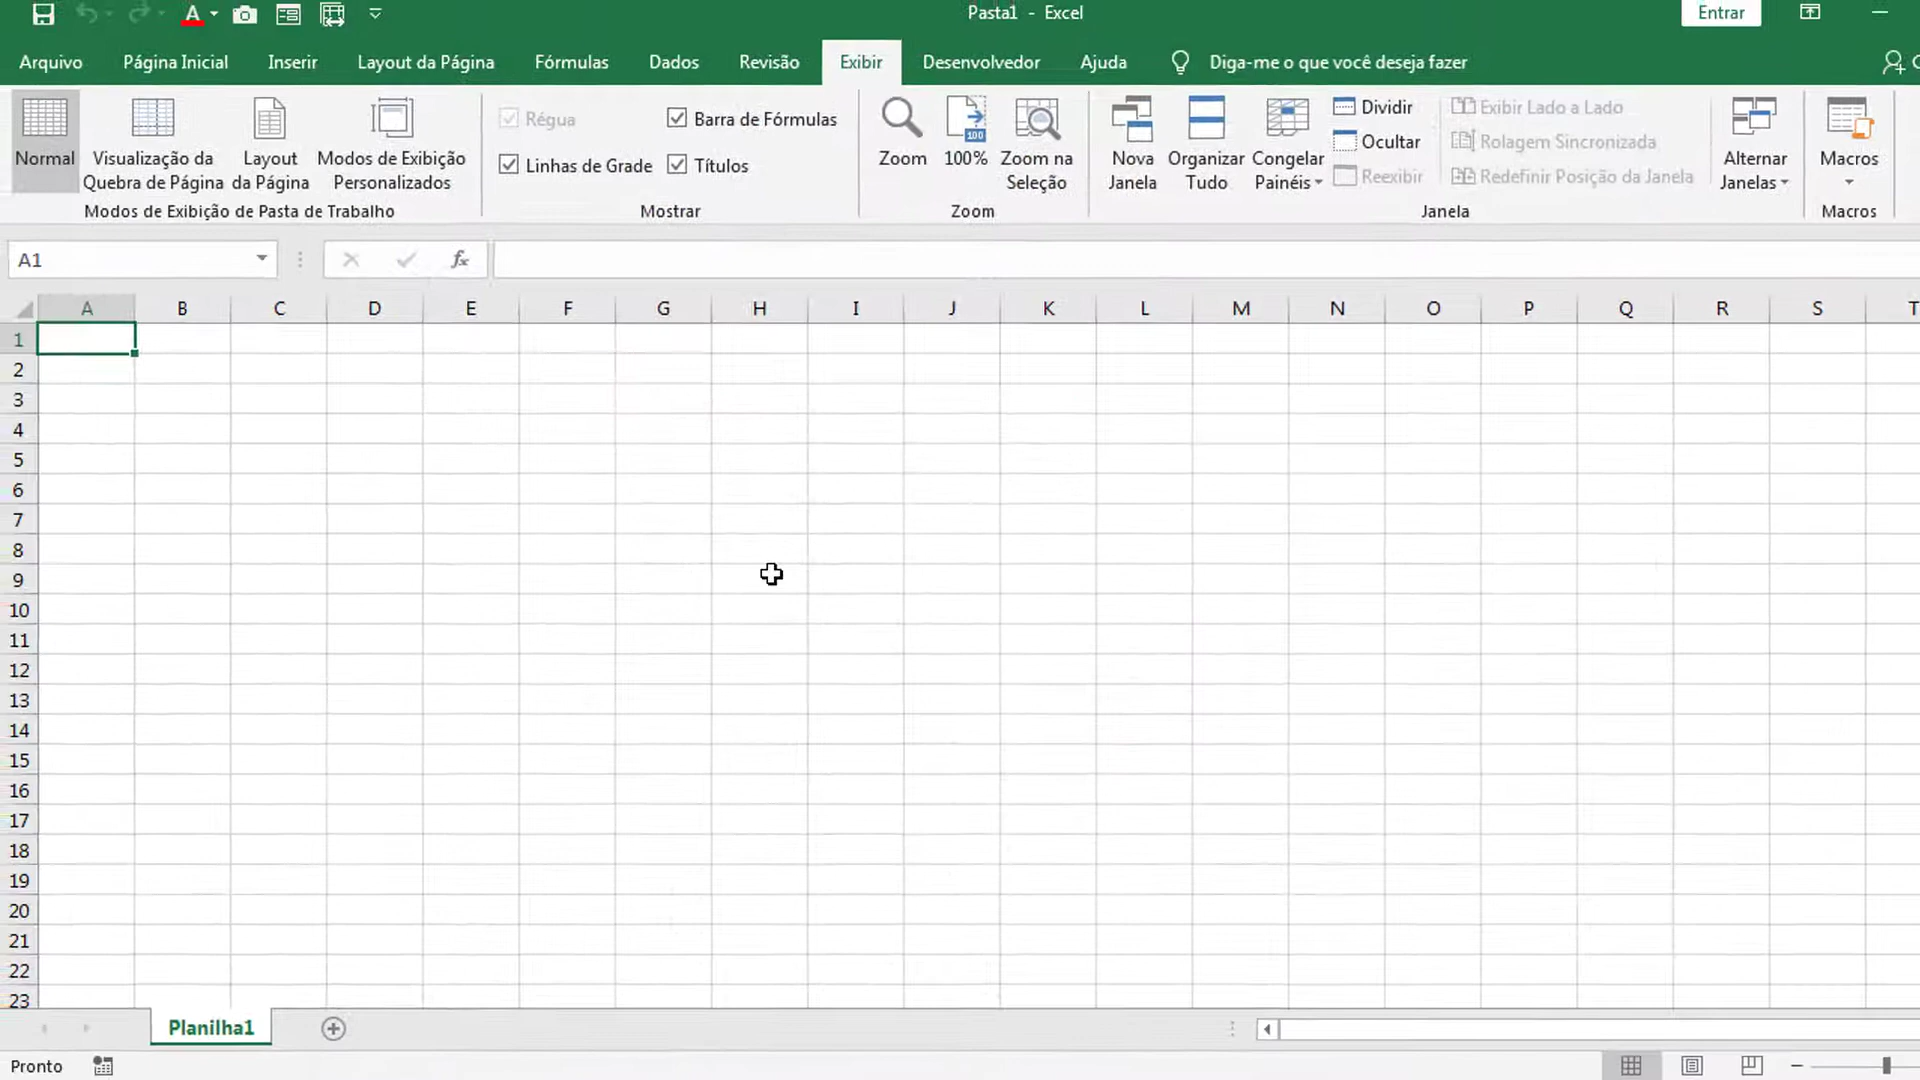 A
Pasta1 - Excel
Entrar
Arquivo
Página Inicial
Inserir
Layout da Página
Fórmulas
Dados
Revisão
Exibir
Desenvolvedor
Ajuda
Diga-me o que você deseja fazer
Normal
Visualização da
Quebra de Página
Layout
da Página
Modos de Exibição
Personalizados
Modos de Exibição de Pasta de Trabalho
Régua
Barra de Fórmulas
Linhas de Grade
Títulos
Mostrar
Zoom
100
100%
Zoom na
Seleção
Zoom
Nova
Janela
Organizar
Tudo
Congelar
Painéis
Dividir
Ocultar
Reexibir
Exibir Lado a Lado
Rolagem Sincronizada
Redefinir Posição da Janela
Alternar
Janelas
Janela
Macros
Macros
A1
fx
A B C D E F G H I J K L M N O P Q R S T
1
2
3
4
5
6
7
8
9
10
11
12
13
14
15
16
17
18
19
20
21
22
23
Planilha1
Pronto